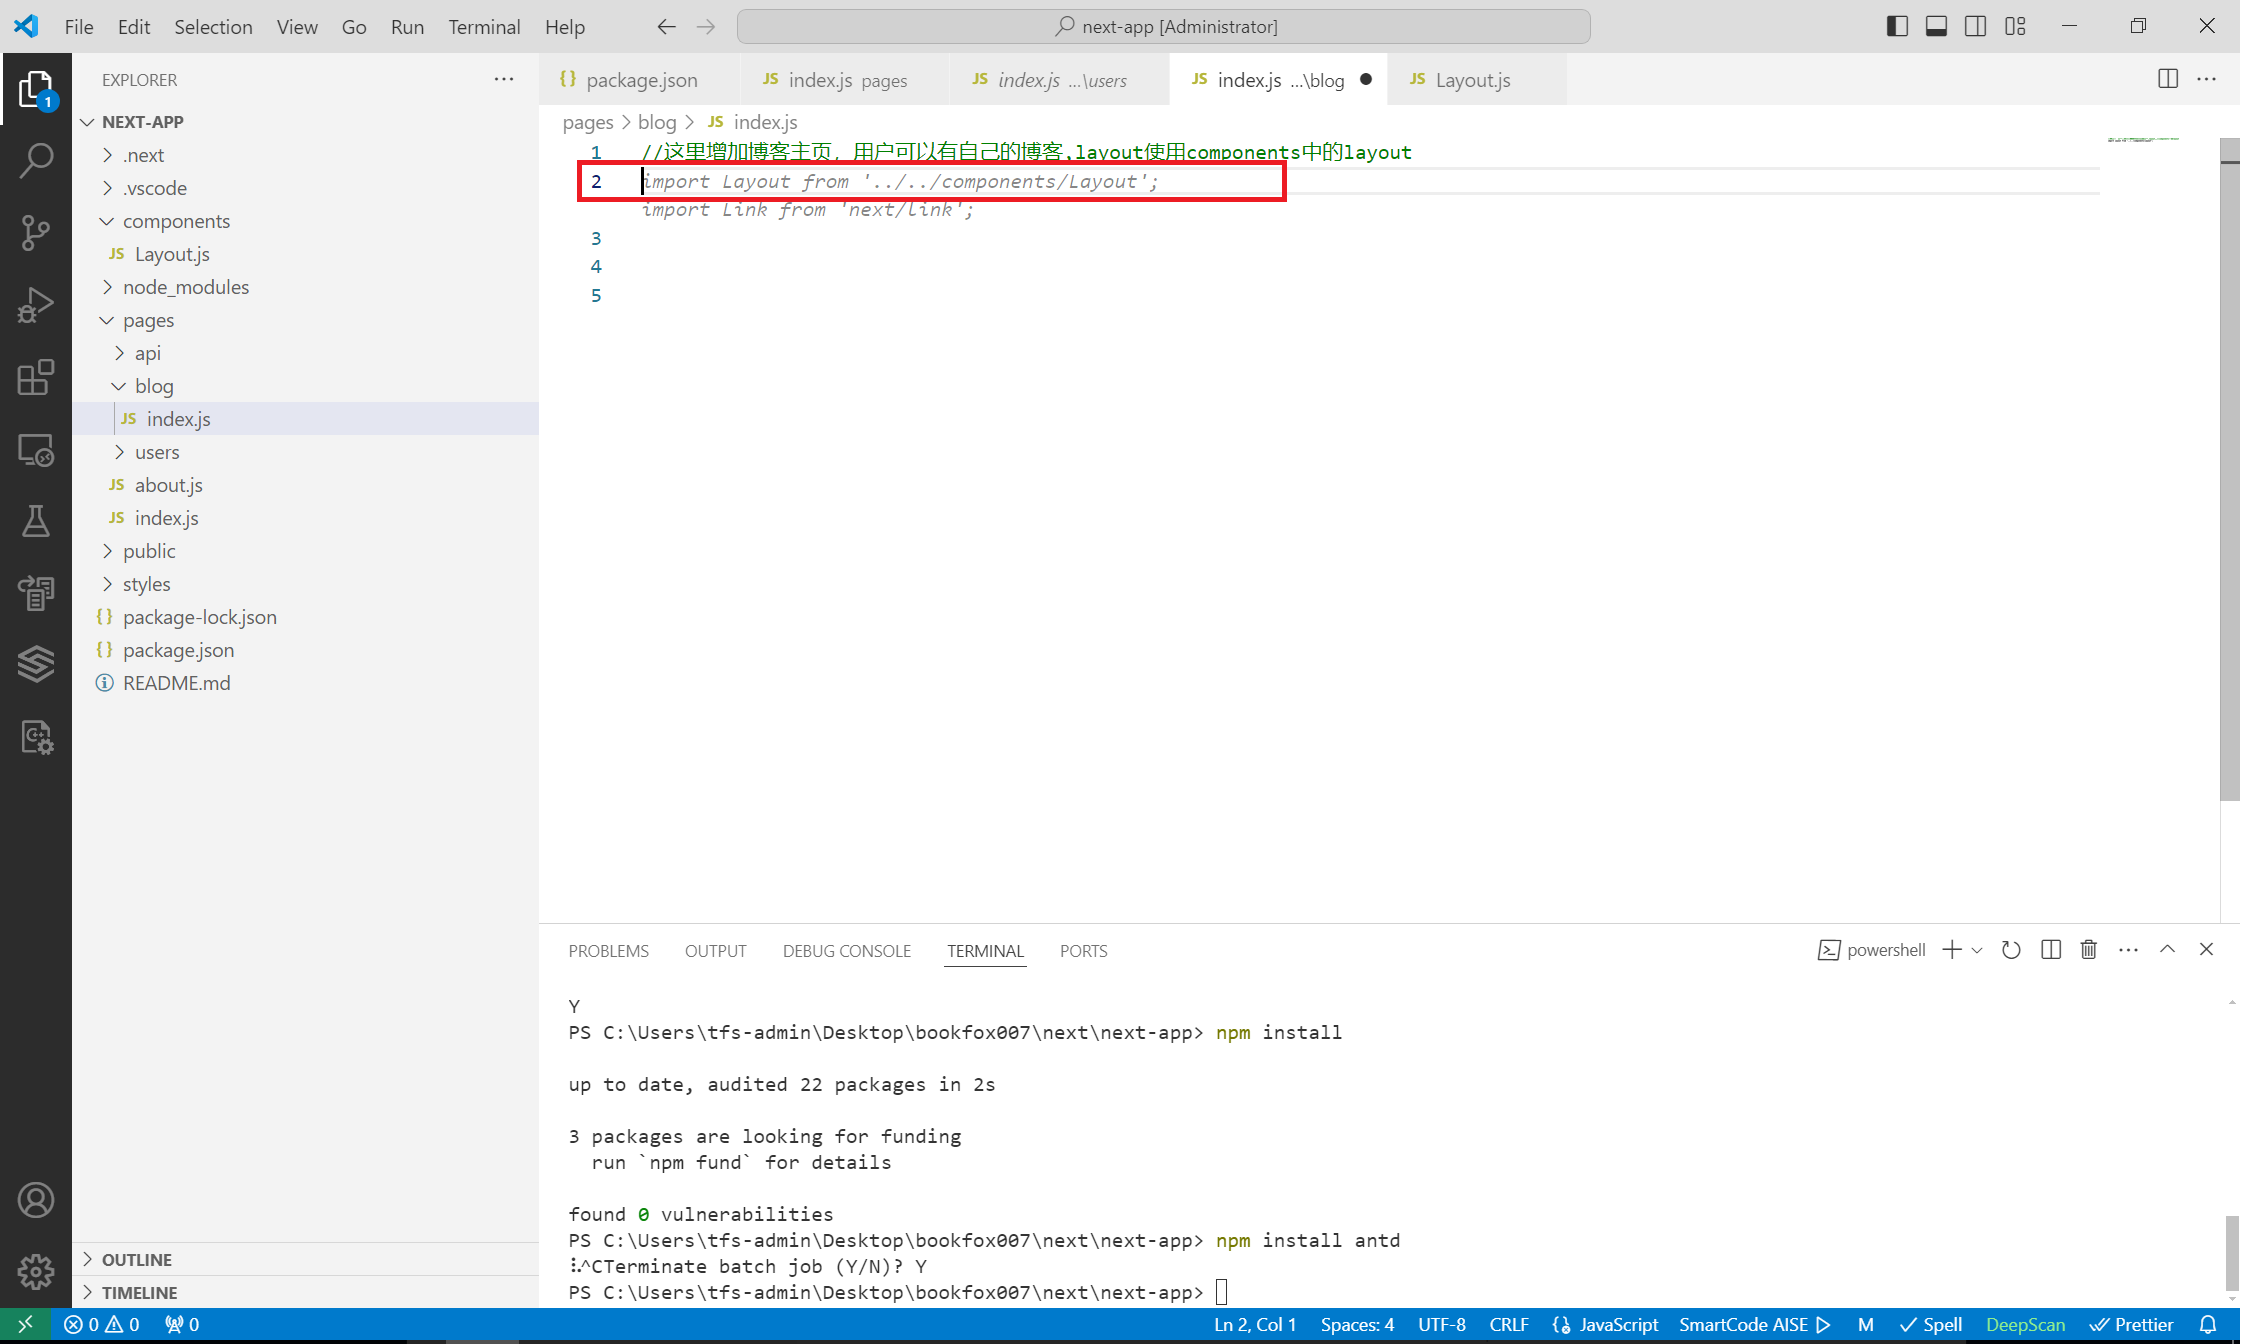 File Edit Selection View Go Run Terminal Help next-app [Administrator]
EXPLORER
1
NEXT-APP
.next
.vscode
components
JS Layout.js
node_modules
pages
api
blog
JS index.js
users
JS about.js
JS index.js
public
styles
{} package-lock.json
{} package.json
README.md
OUTLINE
TIMELINE
{} package.json JS index.js pages JS index.js ...\users JS index.js ...\blog JS Layout.js
pages > blog > JS index.js
1 //这里增加博客主页，用户可以有自己的博客,layout使用components中的layout
2 import Layout from '../../components/Layout';
import Link from 'next/link';
3
4
5
PROBLEMS OUTPUT DEBUG CONSOLE TERMINAL PORTS powershell
Y
PS C:\Users\tfs-admin\Desktop\bookfox007\next\next-app> npm install
up to date, audited 22 packages in 2s
3 packages are looking for funding
run `npm fund` for details
found 0 vulnerabilities
PS C:\Users\tfs-admin\Desktop\bookfox007\next\next-app> npm install antd
⠧^CTerminate batch job (Y/N)? Y
PS C:\Users\tfs-admin\Desktop\bookfox007\next\next-app>
0 0 0 Ln 2, Col 1 Spaces: 4 UTF-8 CRLF JavaScript SmartCode AISE M Spell DeepScan Prettier